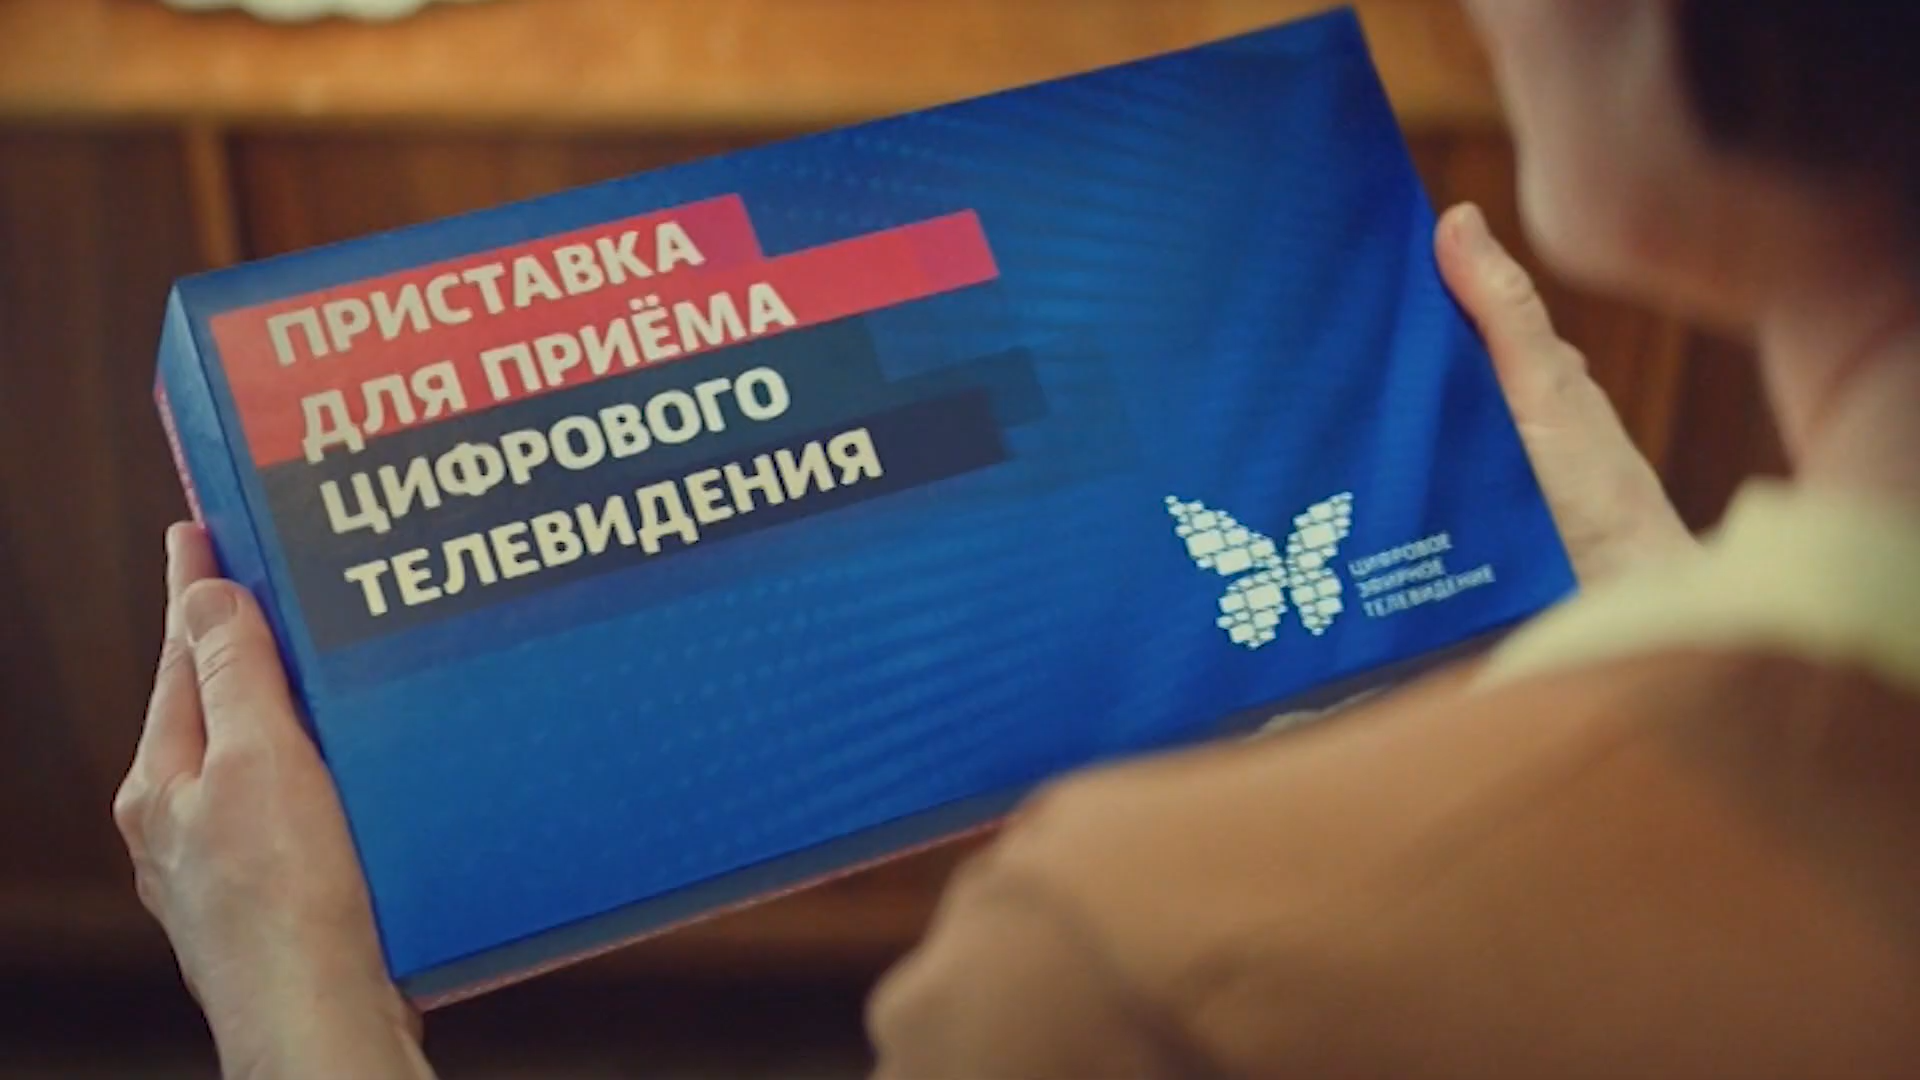 ПРИСТАВКА
ДЛЯ ПРИЁМА
ЦИФРОВОГО
ТЕЛЕВИДЕНИЯ
ЦИФРОВОЕ
ЭФИРНОЕ
ТЕЛЕВИДЕНИЕ